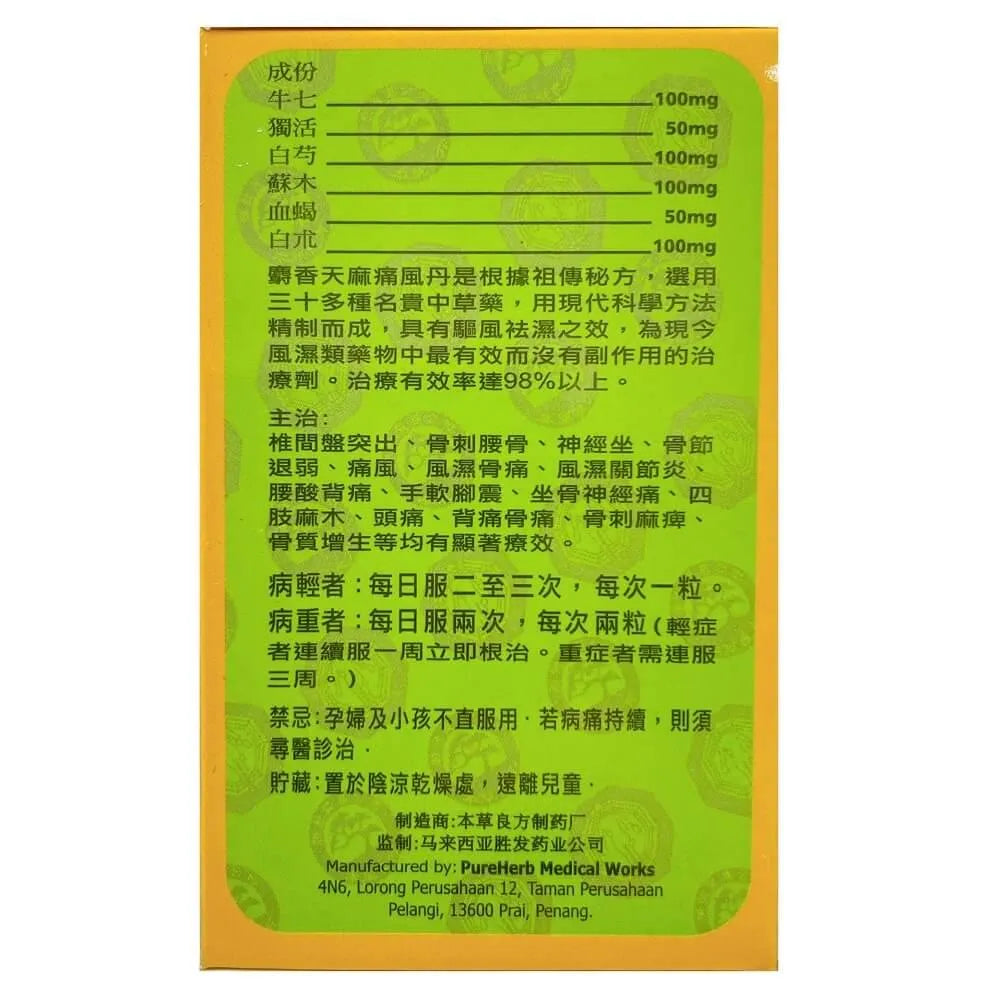 成份
牛七 100mg
獨活 50mg
白芍 100mg
蘇木 100mg
血蝎 50mg
白朮 100mg
麝香天麻痛風丹是根據祖傳秘方，選用
三十多種名貴中草藥，用現代科學方法
精制而成，具有驅風祛濕之效，為現今
風濕類藥物中最有效而沒有副作用的治
療劑。治療有效率達98%以上。
主治：
椎間盤突出、骨刺腰骨、神經坐、骨節
退弱、痛風、風濕骨痛、風濕關節炎、
腰酸背痛、手軟腳震、坐骨神經痛、四
肢麻木、頭痛、背痛骨痛、骨刺麻痺、
骨質增生等均有顯著療效。
病輕者：每日服二至三次，每次一粒。
病重者：每日服兩次，每次兩粒（輕症
者連續服一周立即根治。重症者需連服
三周。）
禁忌：孕婦及小孩不直服用．若病痛持續，則須
尋醫診治．
貯藏：置於陰涼乾燥處，遠離兒童．
制造商：本草良方制药厂
监制：马来西亚胜发药业公司
Manufactured by: PureHerb Medical Works
4N6, Lorong Perusahaan 12, Taman Perusahaan
Pelangi, 13600 Prai, Penang.